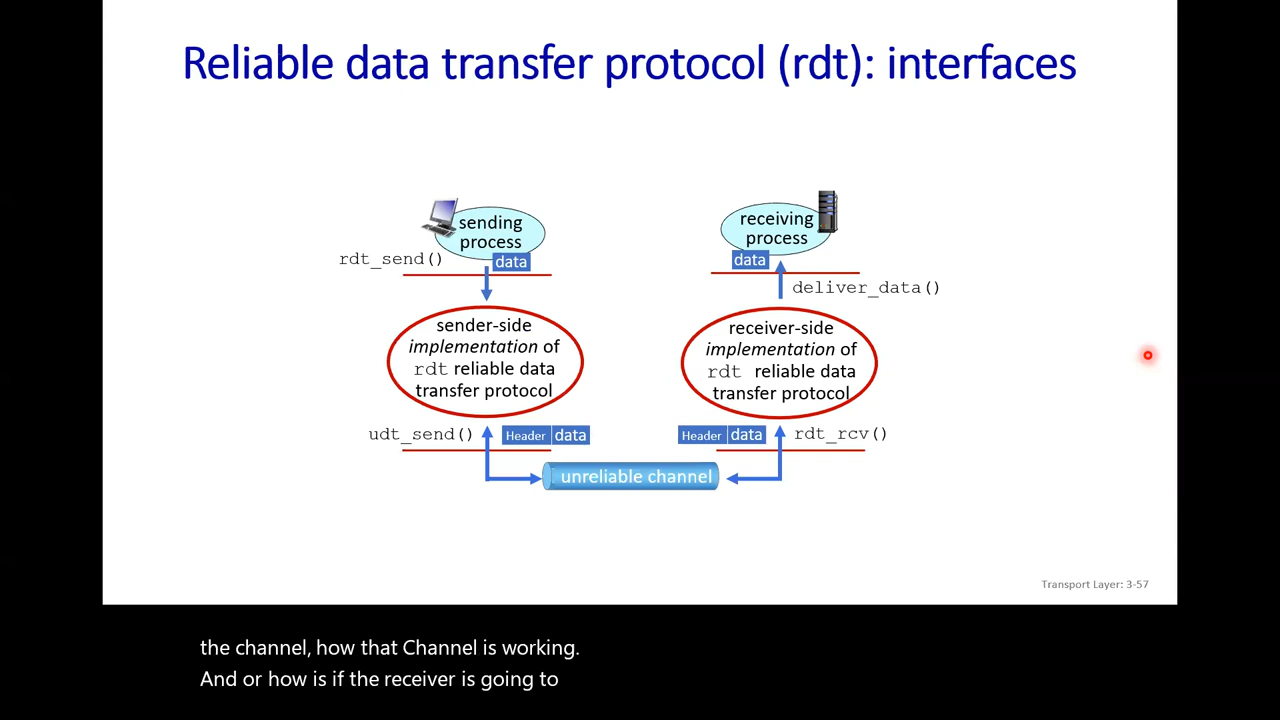 Reliable data transfer protocol (rdt): interfaces
sending
process
rdt_send()
data
receiving
process
data
deliver_data()
sender-side
implementation of
rdt reliable data
transfer protocol
receiver-side
implementation of
rdt reliable data
transfer protocol
udt_send()
Header data
Header data
rdt_rcv()
unreliable channel
Transport Layer: 3-57
the channel, how that Channel is working.
And or how is if the receiver is going to